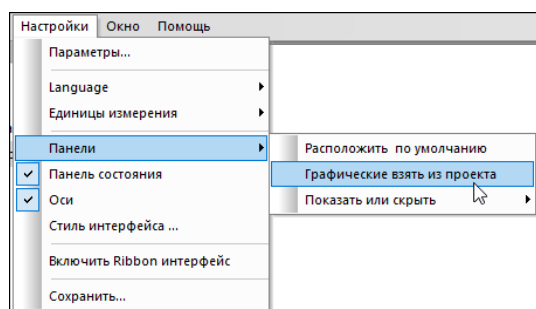 Настройки Окно Помощь
Параметры...
Language
Единицы измерения
Панели
Панель состояния
Оси
Стиль интерфейса ...
Включить Ribbon интерфейс
Сохранить...
Расположить по умолчанию
Графические взять из проекта
Показать или скрыть